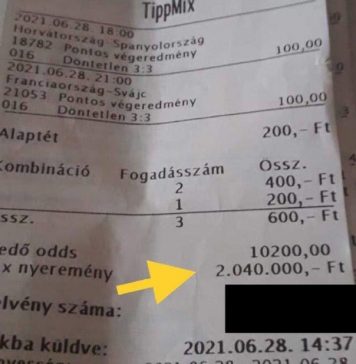 TippMix
2021.06.28. 18:00
Horvátország-Spanyolország
18782 Pontos végeredmény 100,00
016 Döntetlen 3:3
2021.06.28. 21:00
Franciaország-Svájc
21053 Pontos végeredmény 100,00
016 Döntetlen 3:3
Alaptét 200,- Ft
Kombináció Fogadásszám Össz.
2 400,- Ft
1 200,- Ft
ssz. 3 600,- Ft
edő odds 10200,00
x nyeremény 2.040.000,- Ft
elvény száma:
kba küldve: 2021.06.28. 14:37